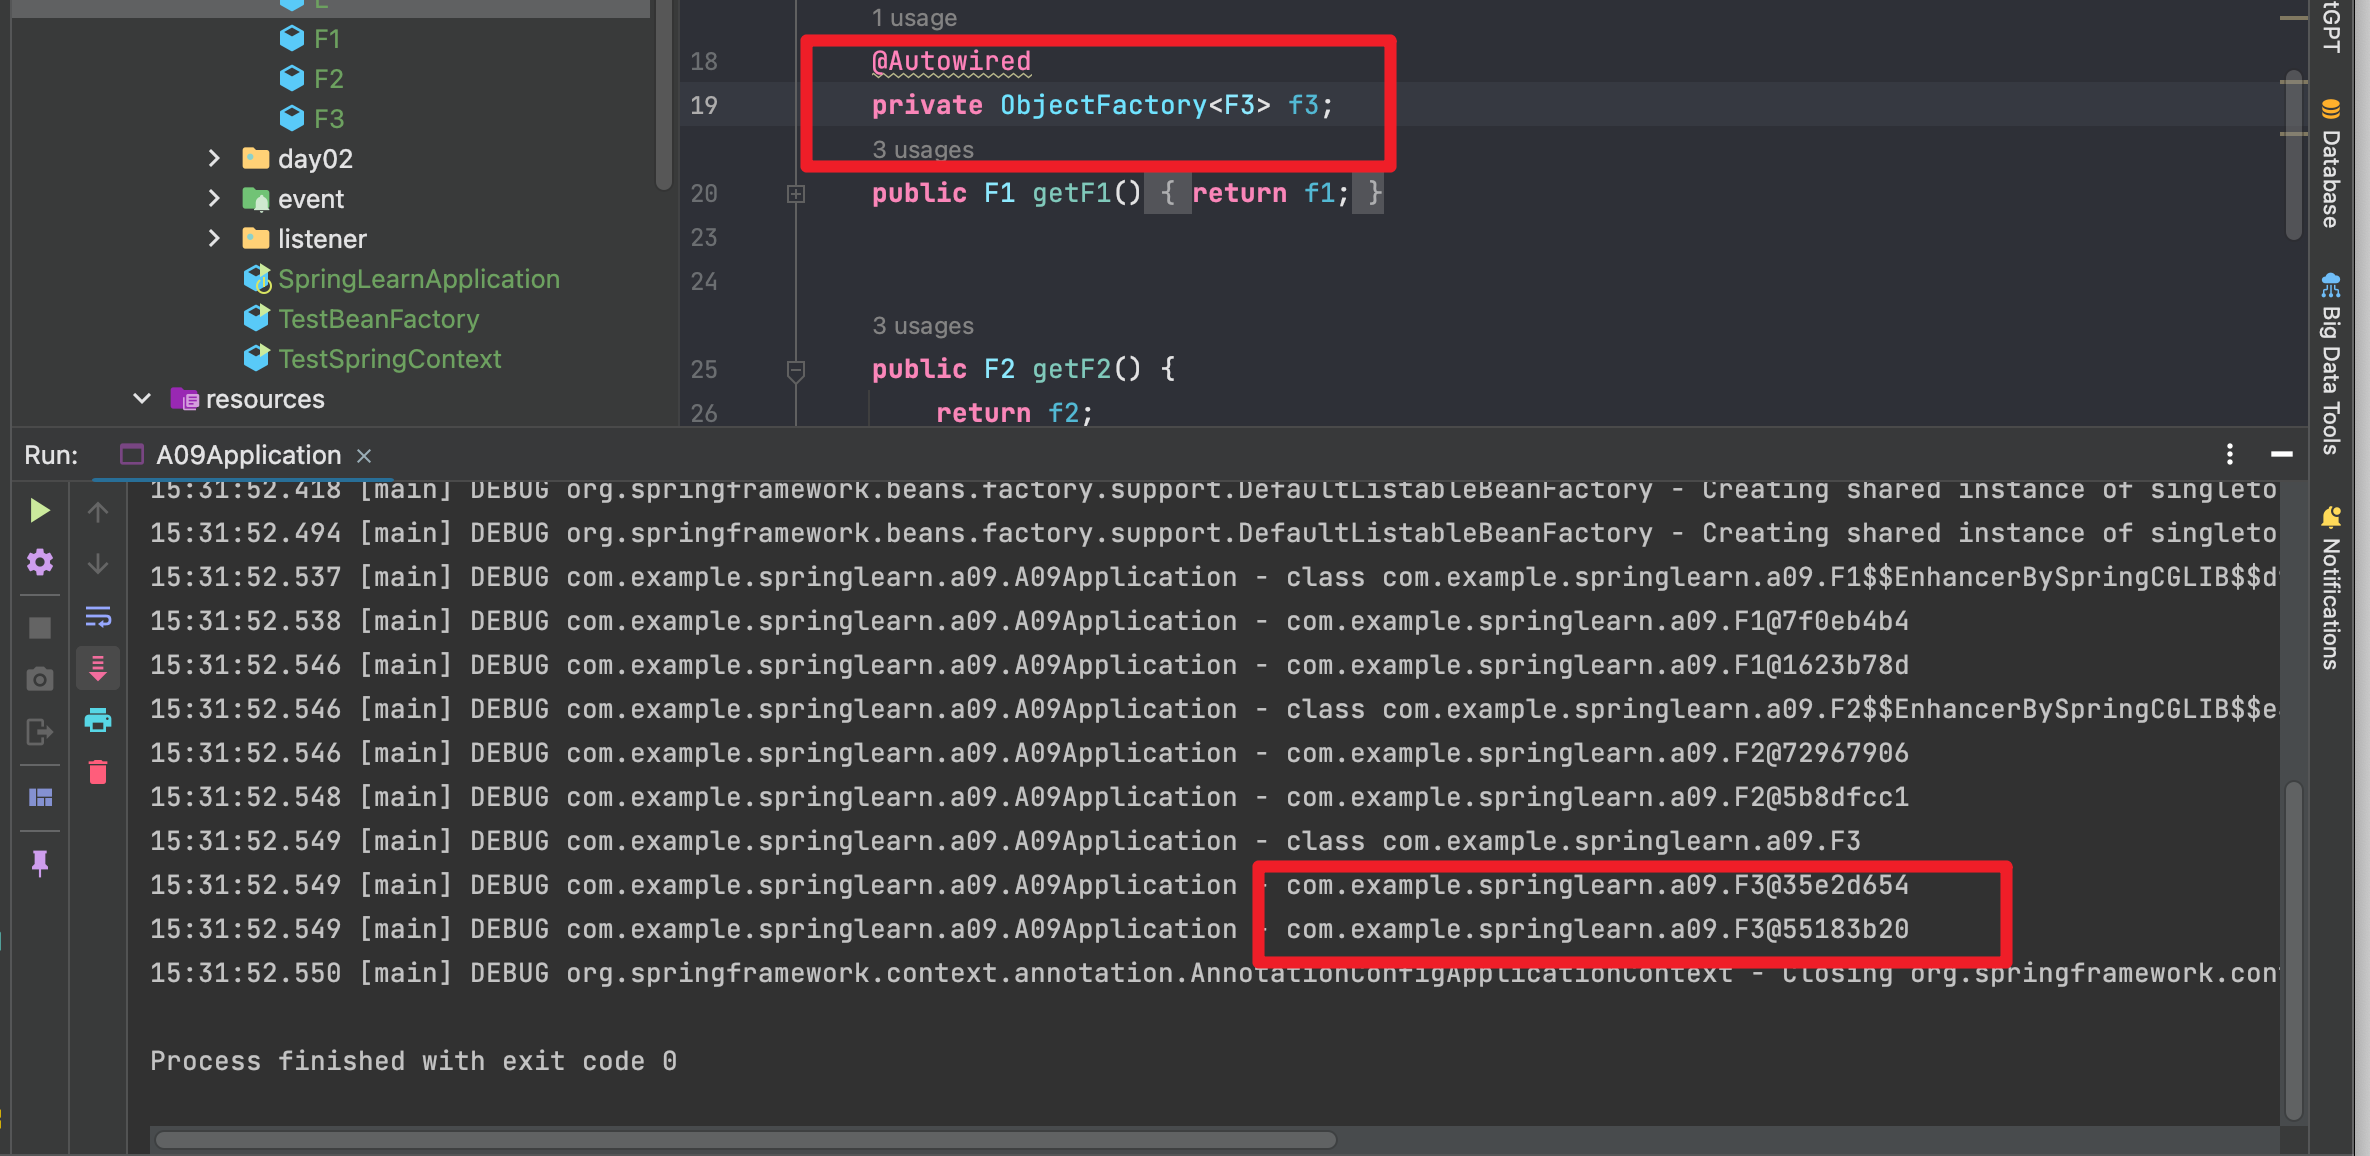 F1
F2
F3
day02
event
listener
SpringLearnApplication
TestBeanFactory
TestSpringContext
resources
1 usage
18 @Autowired
19 private ObjectFactory<F3> f3;
3 usages
20 public F1 getF1() { return f1; }
23
24
3 usages
25 public F2 getF2() {
26 return f2;
tGPT
Database
Big Data Tools
Notifications
Run: A09Application ×
15:31:52.418 [main] DEBUG org.springframework.beans.factory.support.DefaultListableBeanFactory - Creating shared instance of singleto
15:31:52.494 [main] DEBUG org.springframework.beans.factory.support.DefaultListableBeanFactory - Creating shared instance of singleto
15:31:52.537 [main] DEBUG com.example.springlearn.a09.A09Application - class com.example.springlearn.a09.F1$$EnhancerBySpringCGLIB$$d
15:31:52.538 [main] DEBUG com.example.springlearn.a09.A09Application - com.example.springlearn.a09.F1@7f0eb4b4
15:31:52.546 [main] DEBUG com.example.springlearn.a09.A09Application - com.example.springlearn.a09.F1@1623b78d
15:31:52.546 [main] DEBUG com.example.springlearn.a09.A09Application - class com.example.springlearn.a09.F2$$EnhancerBySpringCGLIB$$e
15:31:52.546 [main] DEBUG com.example.springlearn.a09.A09Application - com.example.springlearn.a09.F2@72967906
15:31:52.548 [main] DEBUG com.example.springlearn.a09.A09Application - com.example.springlearn.a09.F2@5b8dfcc1
15:31:52.549 [main] DEBUG com.example.springlearn.a09.A09Application - class com.example.springlearn.a09.F3
15:31:52.549 [main] DEBUG com.example.springlearn.a09.A09Application - com.example.springlearn.a09.F3@35e2d654
15:31:52.549 [main] DEBUG com.example.springlearn.a09.A09Application - com.example.springlearn.a09.F3@55183b20
15:31:52.550 [main] DEBUG org.springframework.context.annotation.AnnotationConfigApplicationContext - Closing org.springframework.con
Process finished with exit code 0